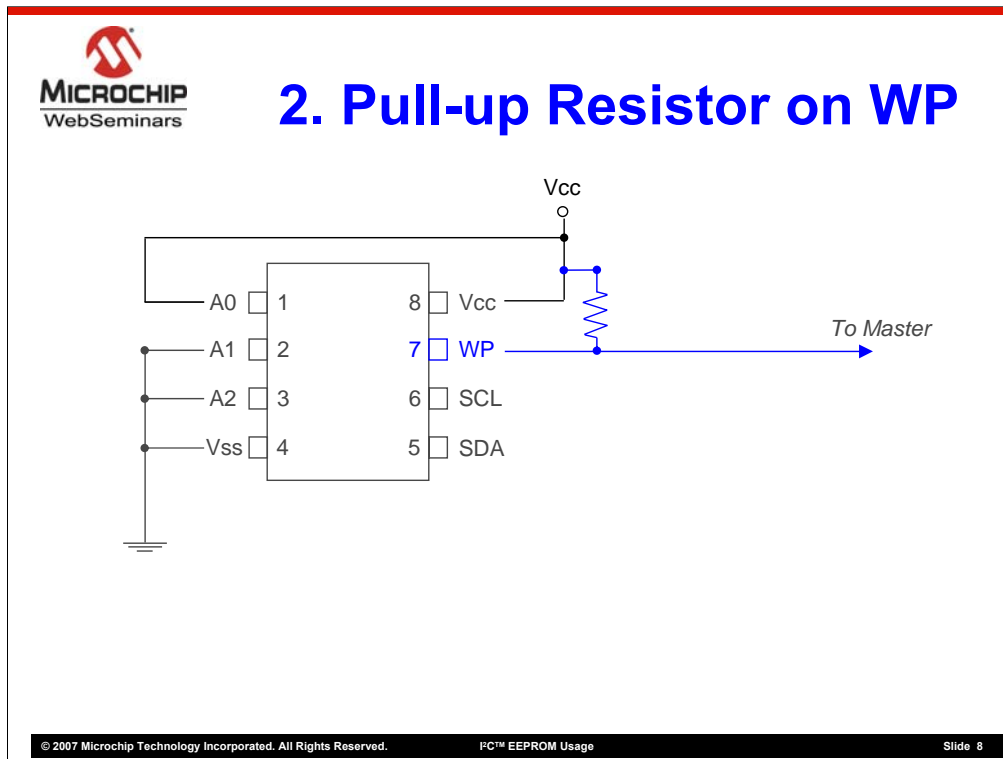 MICROCHIP
WebSeminars
2. Pull-up Resistor on WP
Vcc
A0 1 8 Vcc
To Master
A1 2 7 WP
A2 3 6 SCL
Vss 4 5 SDA
© 2007 Microchip Technology Incorporated. All Rights Reserved. I²C™ EEPROM Usage Slide 8